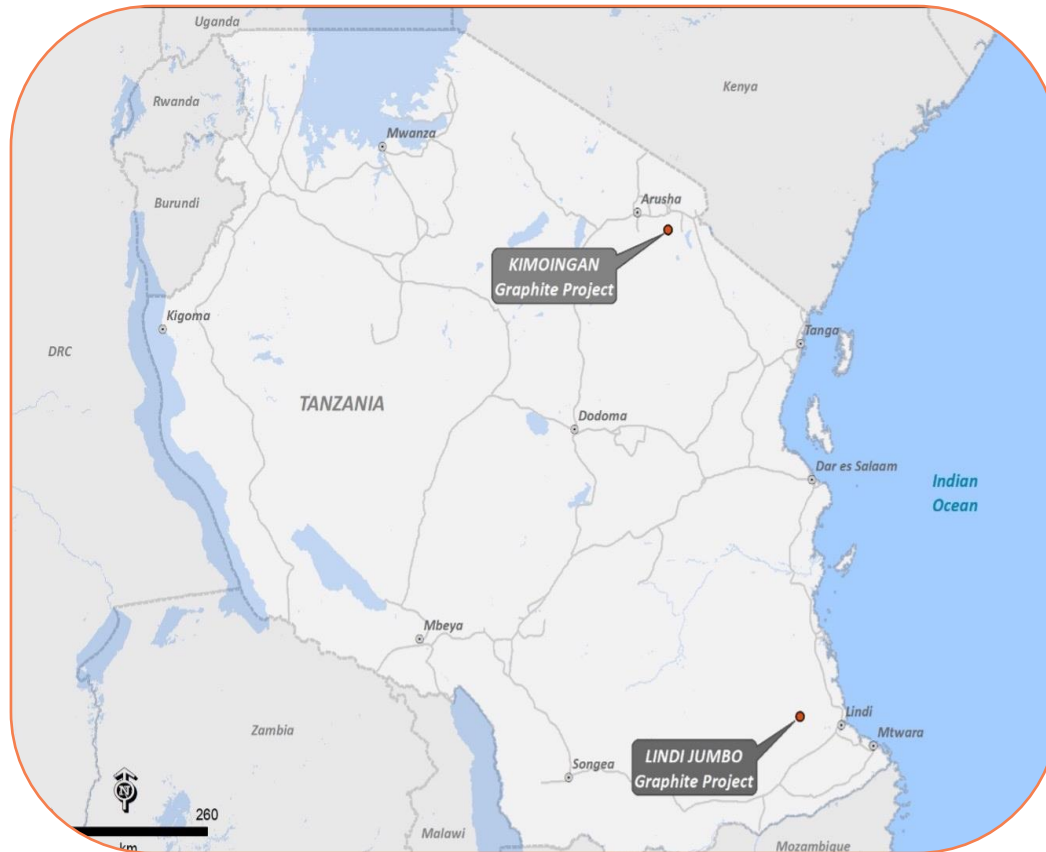 Uganda
Rwanda
Kenya
Mwanza
Burundi
Arusha
KIMOINGAN
Graphite Project
Kigoma
Tanga
DRC
TANZANIA
Dodoma
Dar es Salaam
Indian
Ocean
Mbeya
Lindi
Mtwara
Zambia
LINDI JUMBO
Graphite Project
Songea
N
260
km
Malawi
Mozambique